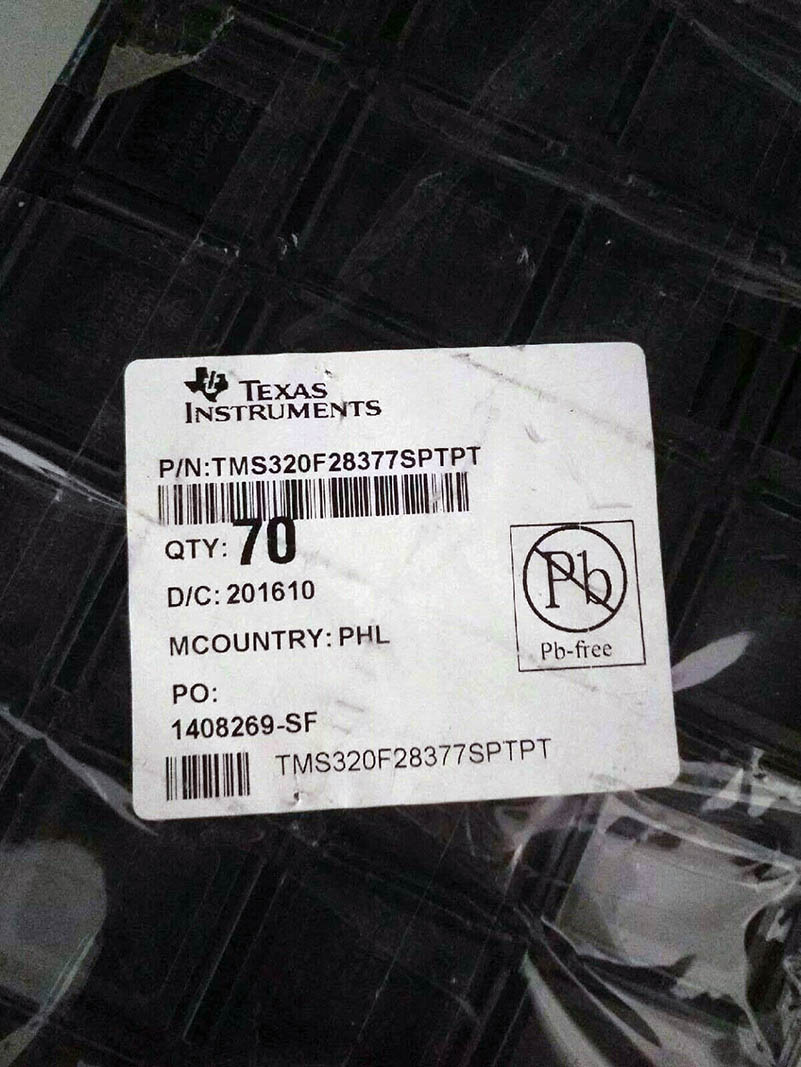 TEXAS
INSTRUMENTS
P/N:TMS320F28377SPTPT
QTY: 70
D/C: 201610
MCOUNTRY: PHL
PO:
1408269-SF
TMS320F28377SPTPT
Pb
Pb-free